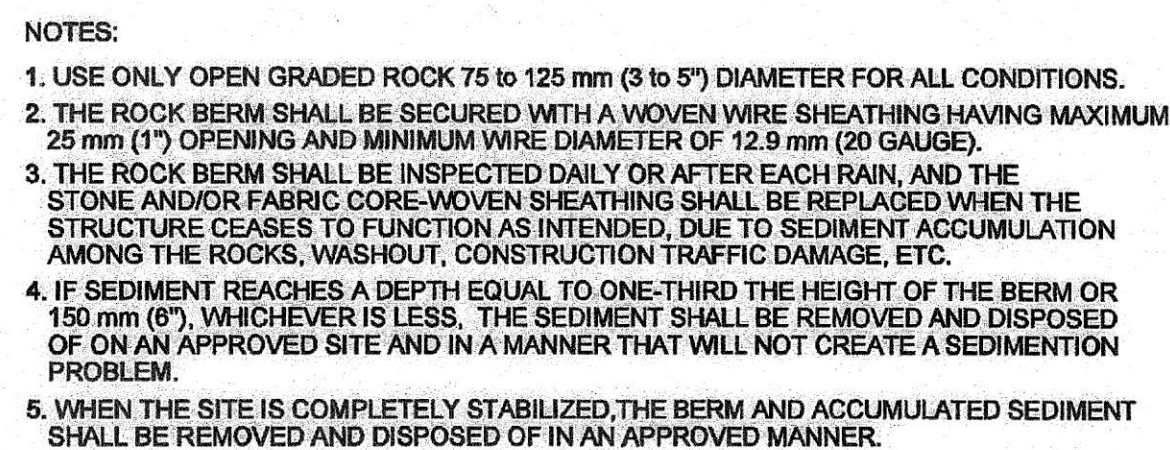 NOTES:
1. USE ONLY OPEN GRADED ROCK 75 to 125 mm (3 to 5") DIAMETER FOR ALL CONDITIONS.
2. THE ROCK BERM SHALL BE SECURED WITH A WOVEN WIRE SHEATHING HAVING MAXIMUM
25 mm (1") OPENING AND MINIMUM WIRE DIAMETER OF 12.9 mm (20 GAUGE).
3. THE ROCK BERM SHALL BE INSPECTED DAILY OR AFTER EACH RAIN, AND THE
STONE AND/OR FABRIC CORE-WOVEN SHEATHING SHALL BE REPLACED WHEN THE
STRUCTURE CEASES TO FUNCTION AS INTENDED, DUE TO SEDIMENT ACCUMULATION
AMONG THE ROCKS, WASHOUT, CONSTRUCTION TRAFFIC DAMAGE, ETC.
4. IF SEDIMENT REACHES A DEPTH EQUAL TO ONE-THIRD THE HEIGHT OF THE BERM OR
150 mm (6"), WHICHEVER IS LESS, THE SEDIMENT SHALL BE REMOVED AND DISPOSED
OF ON AN APPROVED SITE AND IN A MANNER THAT WILL NOT CREATE A SEDIMENTION
PROBLEM.
5. WHEN THE SITE IS COMPLETELY STABILIZED,THE BERM AND ACCUMULATED SEDIMENT
SHALL BE REMOVED AND DISPOSED OF IN AN APPROVED MANNER.